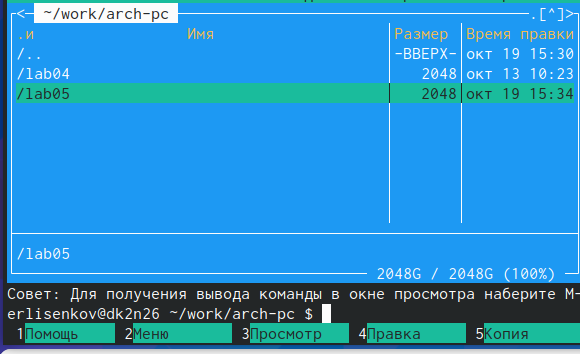 <─ ~/work/arch-pc ─.[^]>
.и Имя Размер Время правки
/.. -ВВЕРХ- окт 19 15:30
/lab04 2048 окт 13 10:23
/lab05 2048 окт 19 15:34
/lab05
2048G / 2048G (100%)
Совет: Для получения вывода команды в окне просмотра наберите M-
erlisenkov@dk2n26 ~/work/arch-pc $
1Помощь 2Меню 3Просмотр 4Правка 5Копия